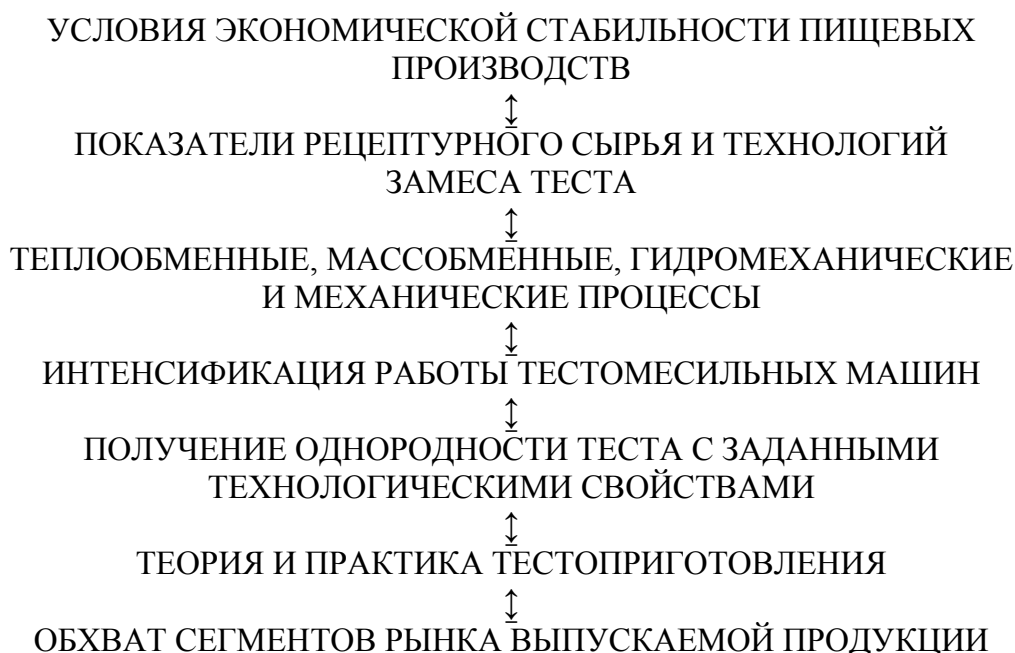 УСЛОВИЯ ЭКОНОМИЧЕСКОЙ СТАБИЛЬНОСТИ ПИЩЕВЫХ
ПРОИЗВОДСТВ
↨
ПОКАЗАТЕЛИ РЕЦЕПТУРНОГО СЫРЬЯ И ТЕХНОЛОГИЙ
ЗАМЕСА ТЕСТА
↨
ТЕПЛООБМЕННЫЕ, МАССОБМЕННЫЕ, ГИДРОМЕХАНИЧЕСКИЕ
И МЕХАНИЧЕСКИЕ ПРОЦЕССЫ
↨
ИНТЕНСИФИКАЦИЯ РАБОТЫ ТЕСТОМЕСИЛЬНЫХ МАШИН
↨
ПОЛУЧЕНИЕ ОДНОРОДНОСТИ ТЕСТА С ЗАДАННЫМИ
ТЕХНОЛОГИЧЕСКИМИ СВОЙСТВАМИ
↨
ТЕОРИЯ И ПРАКТИКА ТЕСТОПРИГОТОВЛЕНИЯ
↨
ОБХВАТ СЕГМЕНТОВ РЫНКА ВЫПУСКАЕМОЙ ПРОДУКЦИИ